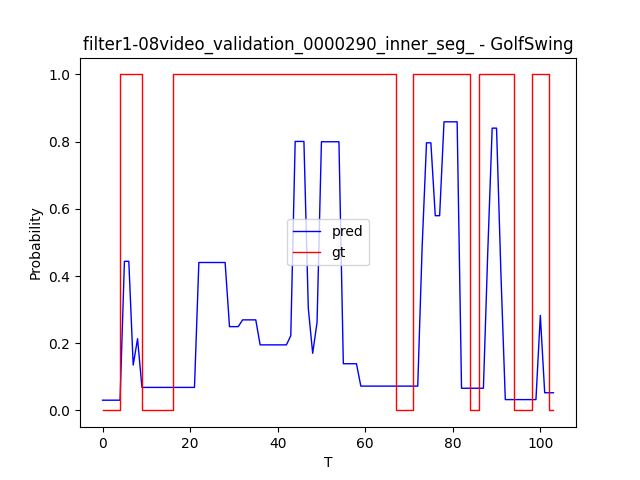 filter1-08video_validation_0000290_inner_seg_ - GolfSwing
1.0
0.8
0.6
0.4
0.2
0.0
Probability
pred
gt
0 20 40 60 80 100
T